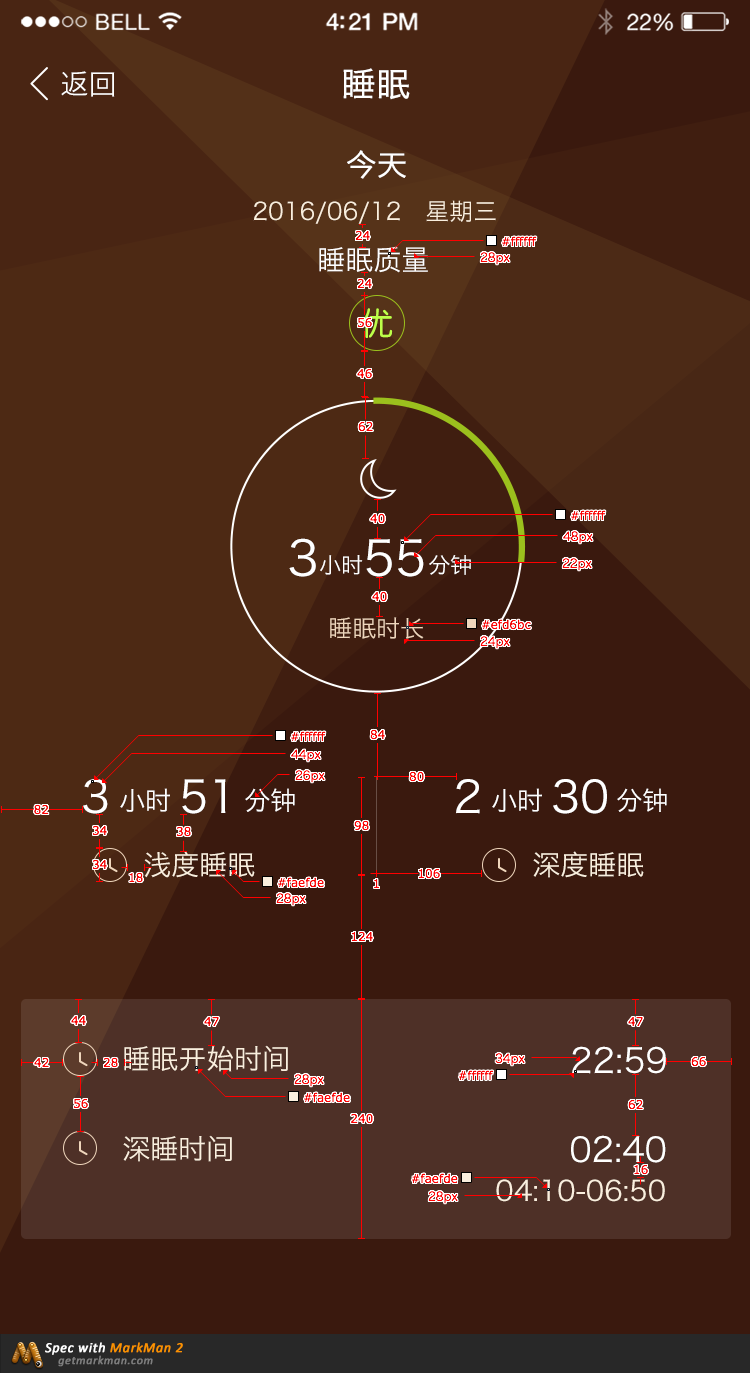 ●●●○○ BELL 4:21 PM 22%
返回 睡眠
今天
2016/06/12 星期三
24 #ffffff
睡眠质量 28px
24
优 56
46
62
40 #ffffff
48px
3小时55分钟 22px
40
睡眠时长 #efd6bc
24px
84
#ffffff
44px
26px 80
82 3 小时 51 分钟 2 小时 30 分钟
98
34 38
34 浅度睡眠 深度睡眠
18 #faefde 1 106
28px
124
44 47 47
42 28 睡眠开始时间 34px 22:59 66
28px #ffffff
#faefde
56 240 62
深睡时间 02:40
16
#faefde 04:10-06:50
28px
Spec with MarkMan 2
getmarkman.com